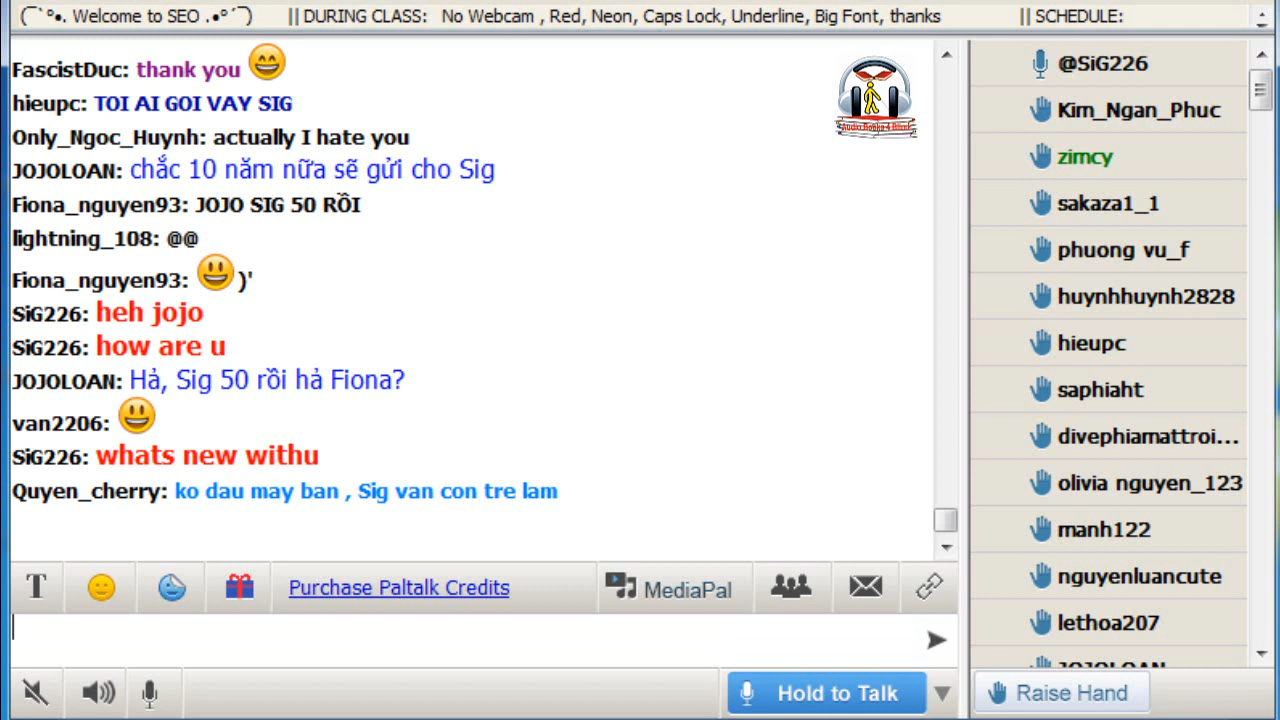 (¯`°•. Welcome to SEO .•°´¯) || DURING CLASS: No Webcam , Red, Neon, Caps Lock, Underline, Big Font, thanks || SCHEDULE:
FascistDuc: thank you
hieupc: TOI AI GOI VAY SIG
Only_Ngoc_Huynh: actually I hate you
JOJOLOAN: chắc 10 năm nữa sẽ gửi cho Sig
Fiona_nguyen93: JOJO SIG 50 RỒI
lightning_108: @@
Fiona_nguyen93: )'
SiG226: heh jojo
SiG226: how are u
JOJOLOAN: Hả, Sig 50 rồi hả Fiona?
van2206:
SiG226: whats new withu
Quyen_cherry: ko dau may ban , Sig van con tre lam
Audio Books 4 Blind
T
Purchase Paltalk Credits
MediaPal
Hold to Talk
@SiG226
Kim_Ngan_Phuc
zimcy
sakaza1_1
phuong vu_f
huynhhuynh2828
hieupc
saphiaht
divephiamattroi...
olivia nguyen_123
manh122
nguyenluancute
lethoa207
JOJOLOAN
Raise Hand